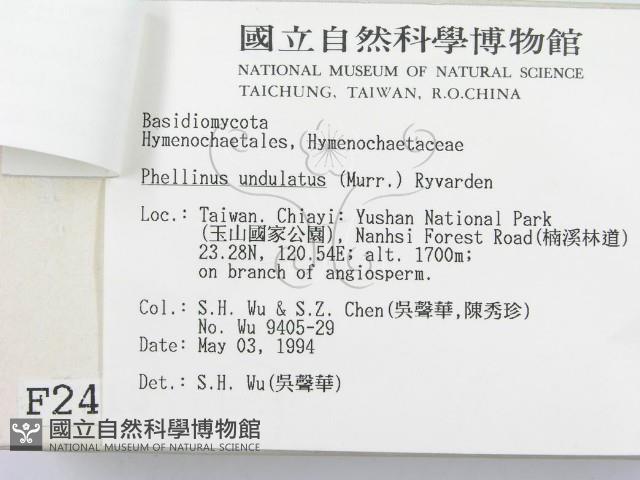 國立自然科學博物館
NATIONAL MUSEUM OF NATURAL SCIENCE
TAICHUNG, TAIWAN, R.O.CHINA
Basidiomycota
Hymenochaetales, Hymenochaetaceae
Phellinus undulatus (Murr.) Ryvarden
Loc.: Taiwan. Chiayi: Yushan National Park
(玉山國家公園), Nanhsi Forest Road(楠溪林道)
23.28N, 120.54E; alt. 1700m;
on branch of angiosperm.
Col.: S.H. Wu & S.Z. Chen(吳聲華,陳秀珍)
No. Wu 9405-29
Date: May 03, 1994
Det.: S.H. Wu(吳聲華)
F24
國立自然科學博物館
NATIONAL MUSEUM OF NATURAL SCIENCE